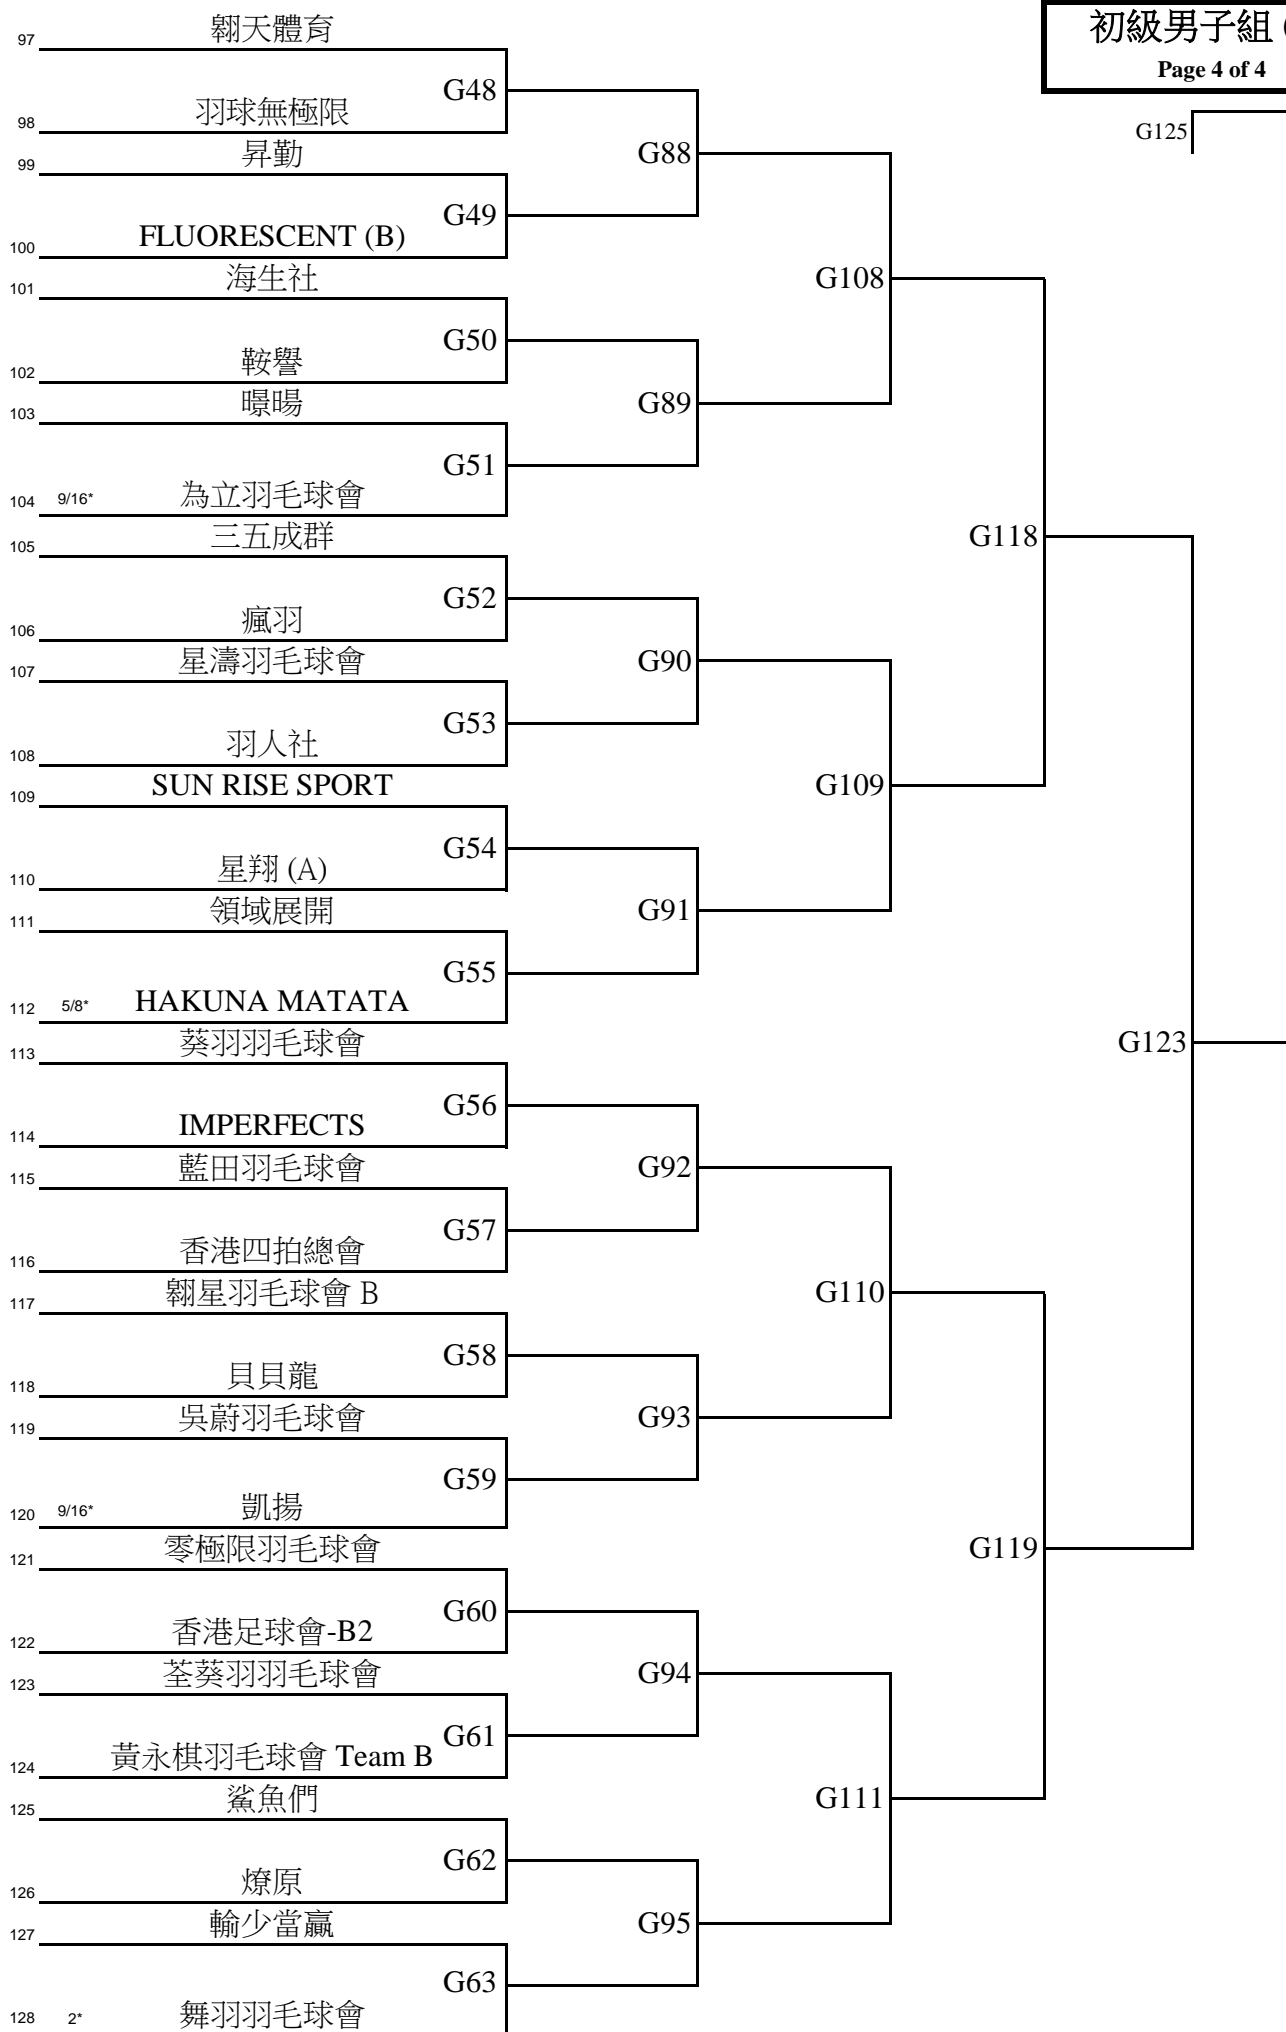 初級男子組 (
Page 4 of 4
G125
97 翱天體育
G48
98 羽球無極限
G88
99 昇勤
G49
100 FLUORESCENT (B)
101 海生社
G108
G50
102 鞍譽
103 暻暘
G89
G51
104 9/16* 為立羽毛球會
105 三五成群
G118
G52
106 瘋羽
107 星濤羽毛球會
G90
G53
108 羽人社
109 SUN RISE SPORT
G109
G54
110 星翔 (A)
111 領域展開
G91
G55
112 5/8* HAKUNA MATATA
113 葵羽羽毛球會
G123
G56
114 IMPERFECTS
115 藍田羽毛球會
G92
G57
116 香港四拍總會
117 翱星羽毛球會 B
G110
G58
118 貝貝龍
119 吳蔚羽毛球會
G93
G59
120 9/16* 凱揚
121 零極限羽毛球會
G119
G60
122 香港足球會-B2
123 荃葵羽羽毛球會
G94
G61
124 黃永棋羽毛球會 Team B
125 鯊魚們
G111
G62
126 燎原
127 輸少當贏
G95
G63
128 2* 舞羽羽毛球會